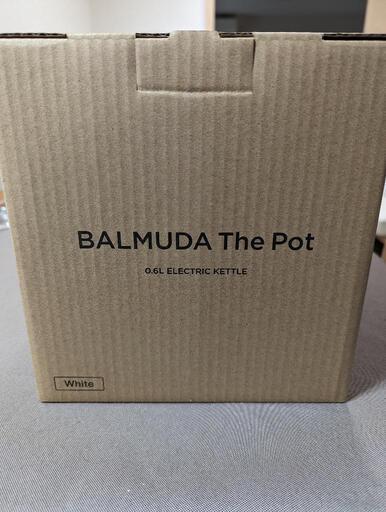 BALMUDA The Pot
0.6L ELECTRIC KETTLE
White